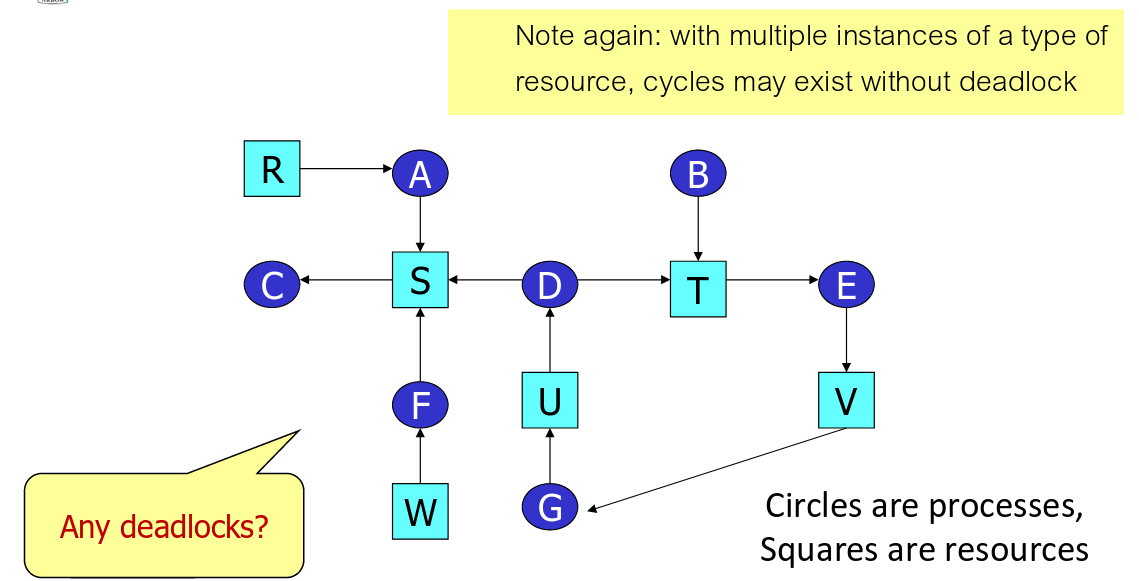 Note again: with multiple instances of a type of
resource, cycles may exist without deadlock
R
A
B
C
S
D
T
E
F
U
V
W
G
Any deadlocks?
Circles are processes,
Squares are resources